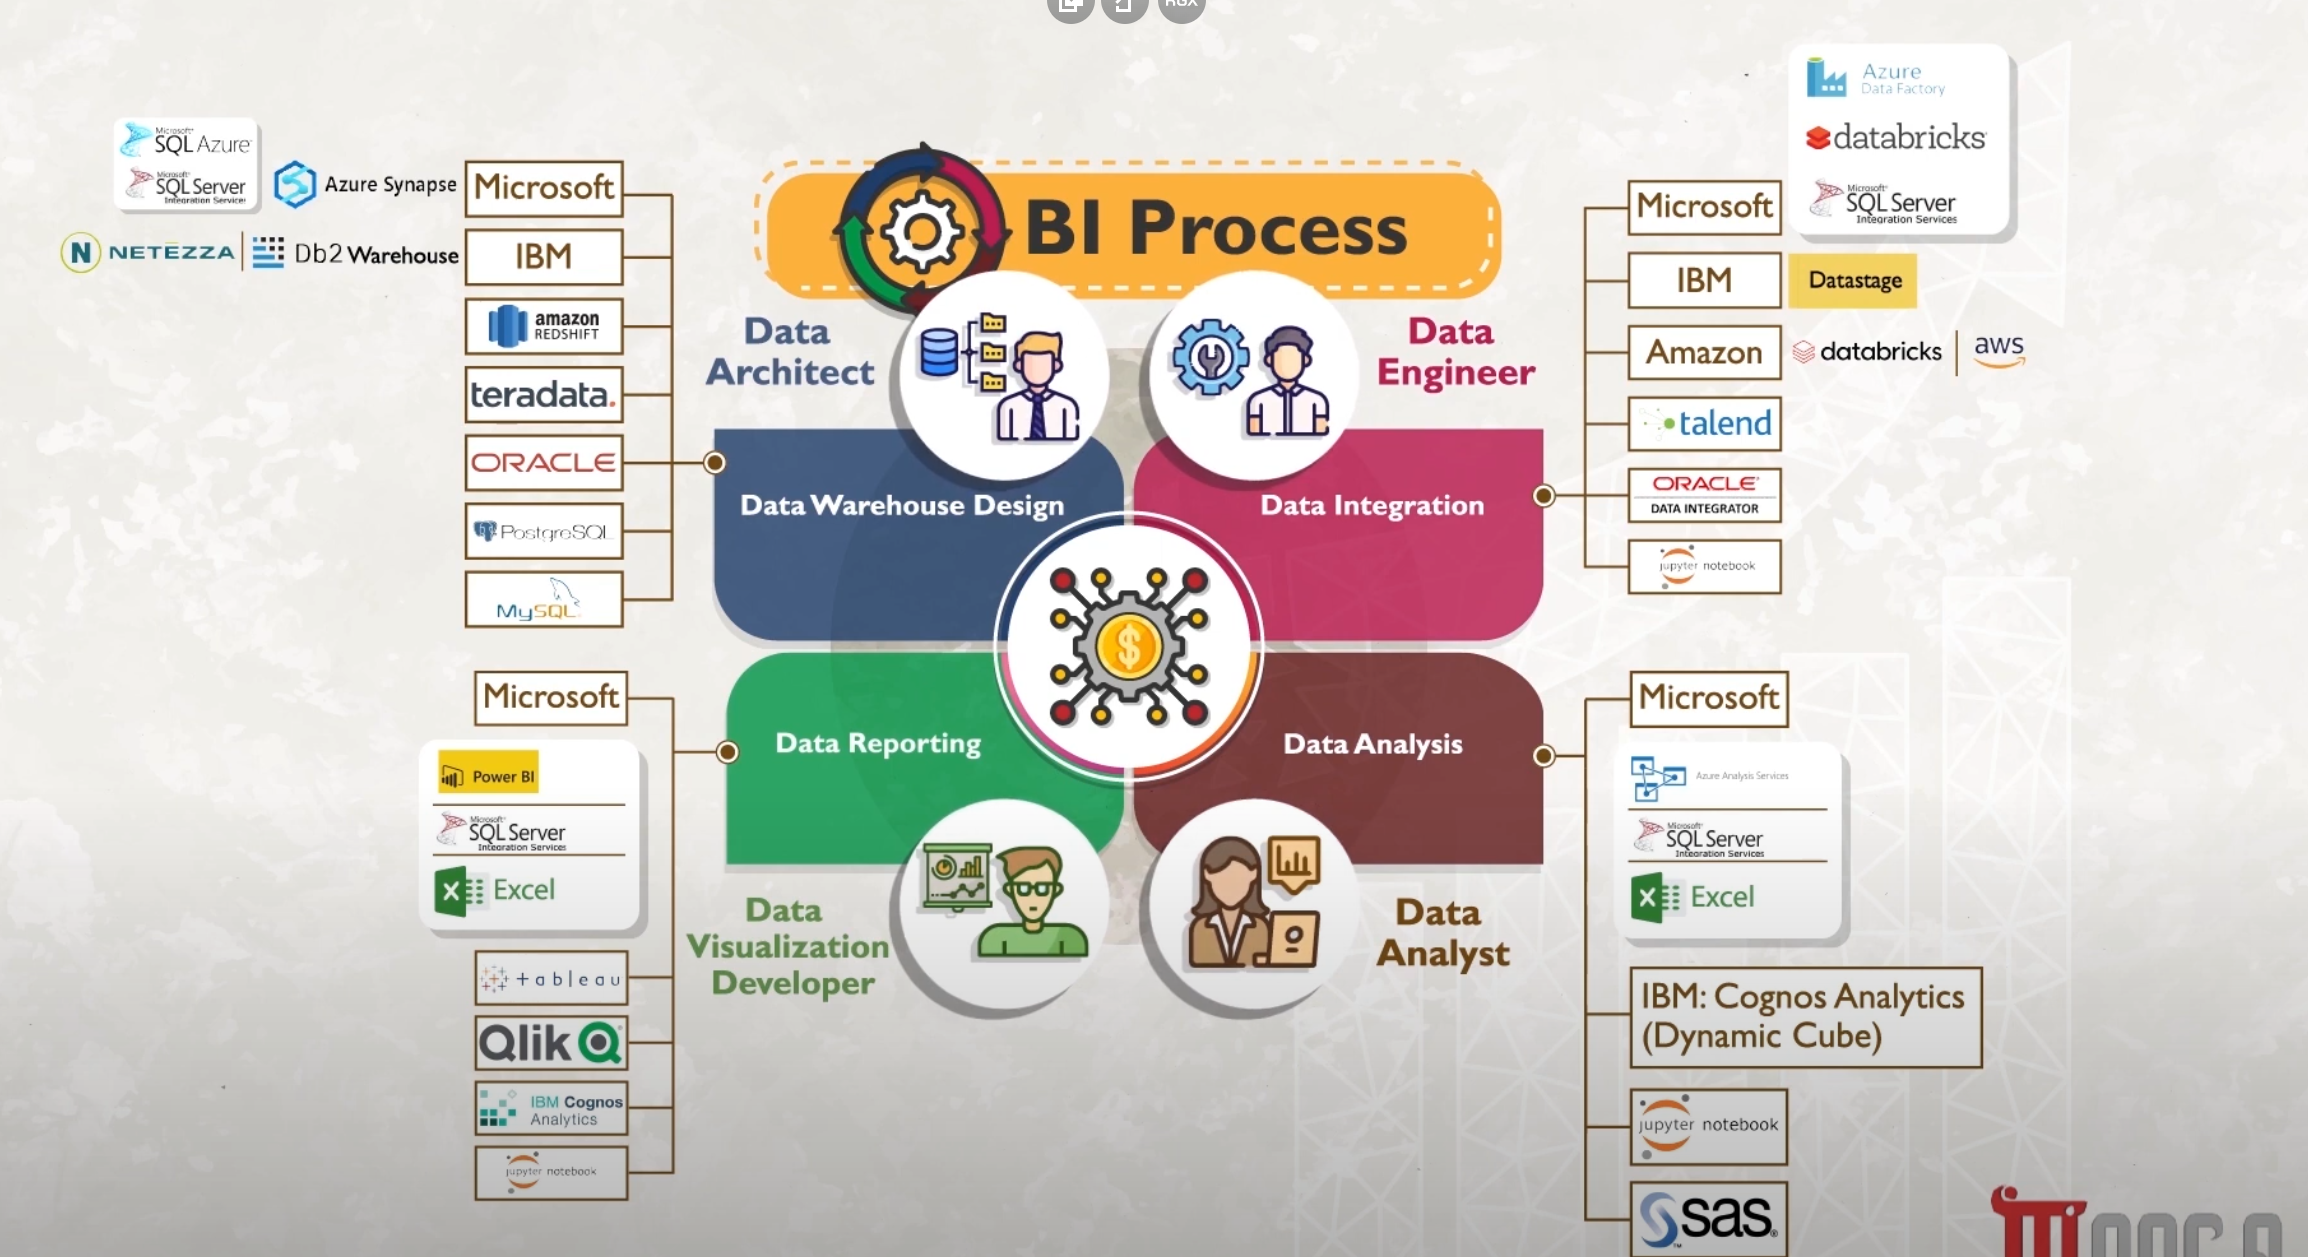 RGX
BI Process
Data
Architect
Data
Engineer
Data Warehouse Design
Data Integration
Data Reporting
Data Analysis
Data
Visualization
Developer
Data
Analyst
Microsoft
Microsoft
SQL Azure
Microsoft
SQL Server
Integration Services
Azure Synapse
IBM
N NETEZZA
Db2 Warehouse
amazon
REDSHIFT
teradata.
ORACLE
PostgreSQL
MySQL
Microsoft
Azure
Data Factory
databricks
Microsoft
SQL Server
Integration Services
IBM
Datastage
Amazon
databricks
aws
talend
ORACLE
DATA INTEGRATOR
jupyter notebook
Microsoft
Power BI
Microsoft
SQL Server
Integration Services
X Excel
+ a b | e a u
Qlik
IBM Cognos
Analytics
jupyter notebook
Microsoft
Azure Analysis Services
Microsoft
SQL Server
Integration Services
X Excel
IBM: Cognos Analytics
(Dynamic Cube)
jupyter notebook
sas